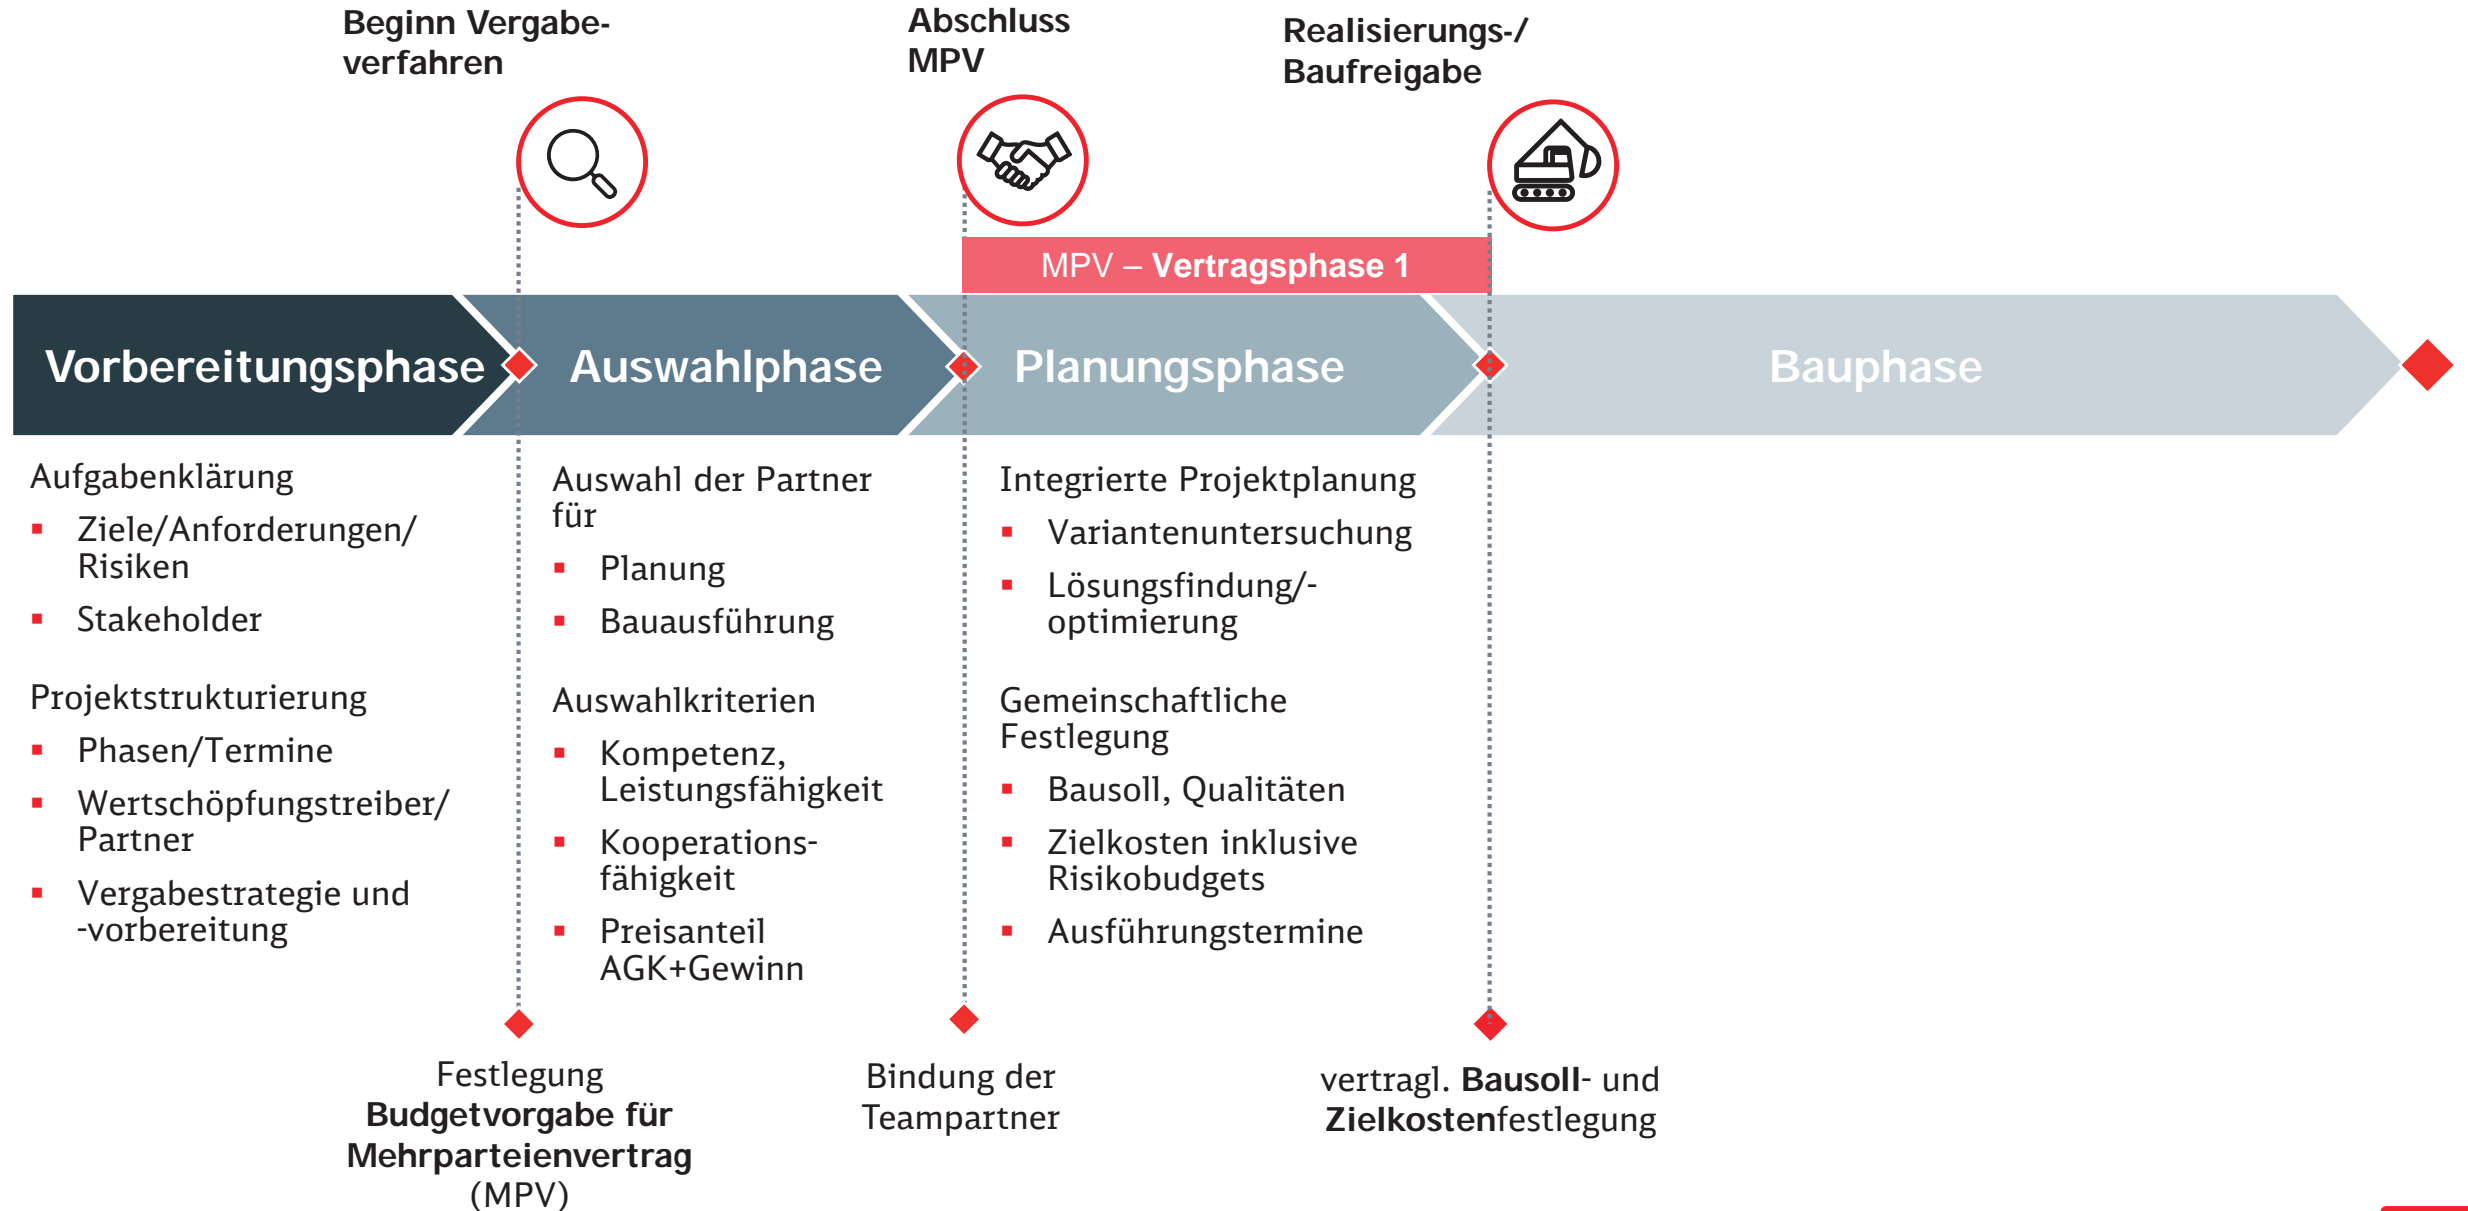 Beginn Vergabe-
verfahren
Abschluss
MPV
Realisierungs-/
Baufreigabe
MPV – Vertragsphase 1
Vorbereitungsphase
Auswahlphase
Planungsphase
Bauphase
Aufgabenklärung
▪ Ziele/Anforderungen/
Risiken
▪ Stakeholder
Projektstrukturierung
▪ Phasen/Termine
▪ Wertschöpfungstreiber/
Partner
▪ Vergabestrategie und
-vorbereitung
Auswahl der Partner
für
▪ Planung
▪ Bauausführung
Auswahlkriterien
▪ Kompetenz,
Leistungsfähigkeit
▪ Kooperations-
fähigkeit
▪ Preisanteil
AGK+Gewinn
Integrierte Projektplanung
▪ Variantenuntersuchung
▪ Lösungsfindung/-
optimierung
Gemeinschaftliche
Festlegung
▪ Bausoll, Qualitäten
▪ Zielkosten inklusive
Risikobudgets
▪ Ausführungstermine
Festlegung
Budgetvorgabe für
Mehrparteienvertrag
(MPV)
Bindung der
Teampartner
vertragl. Bausoll- und
Zielkostenfestlegung